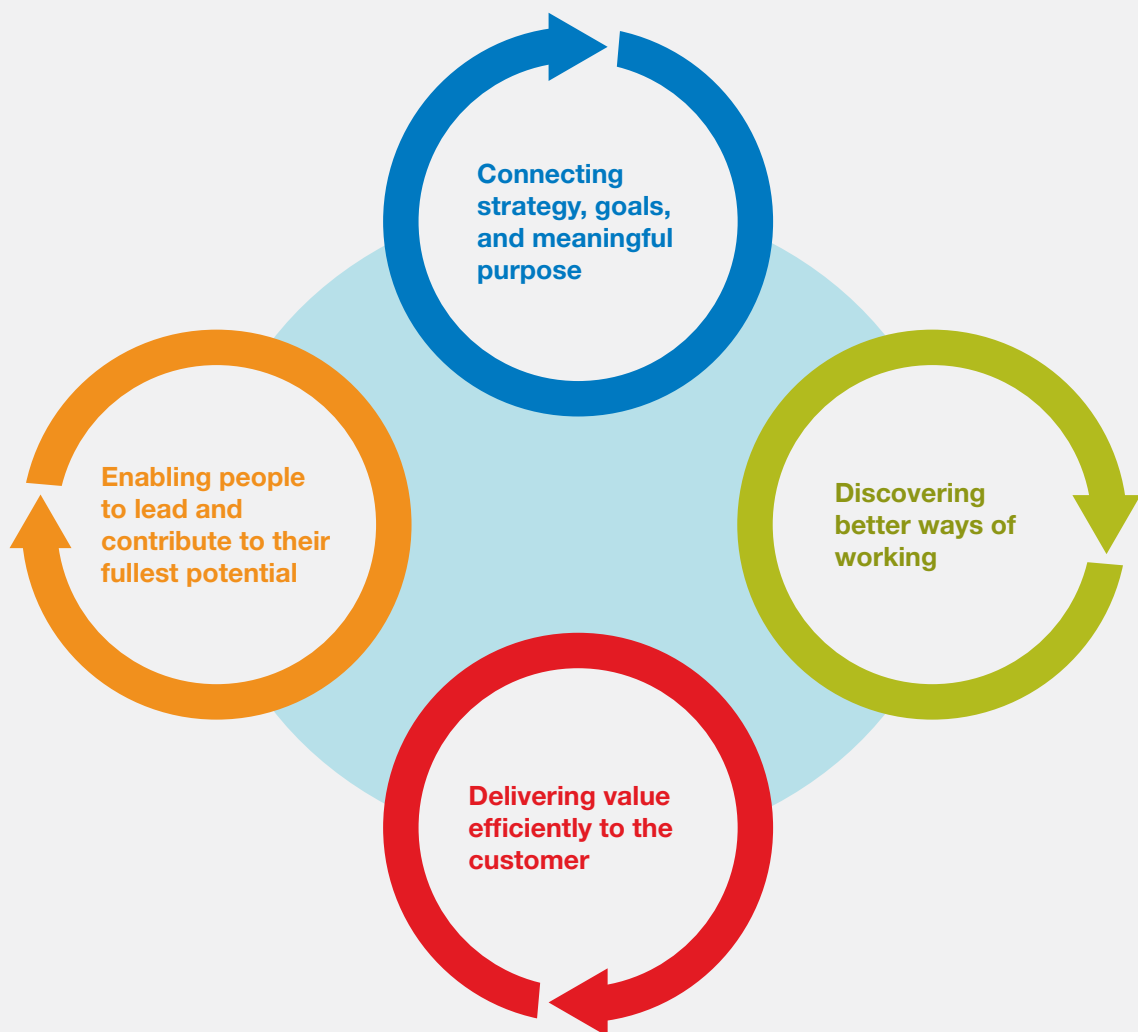 Connecting
strategy, goals,
and meaningful
purpose
Enabling people
to lead and
contribute to their
fullest potential
Discovering
better ways of
working
Delivering value
efficiently to the
customer